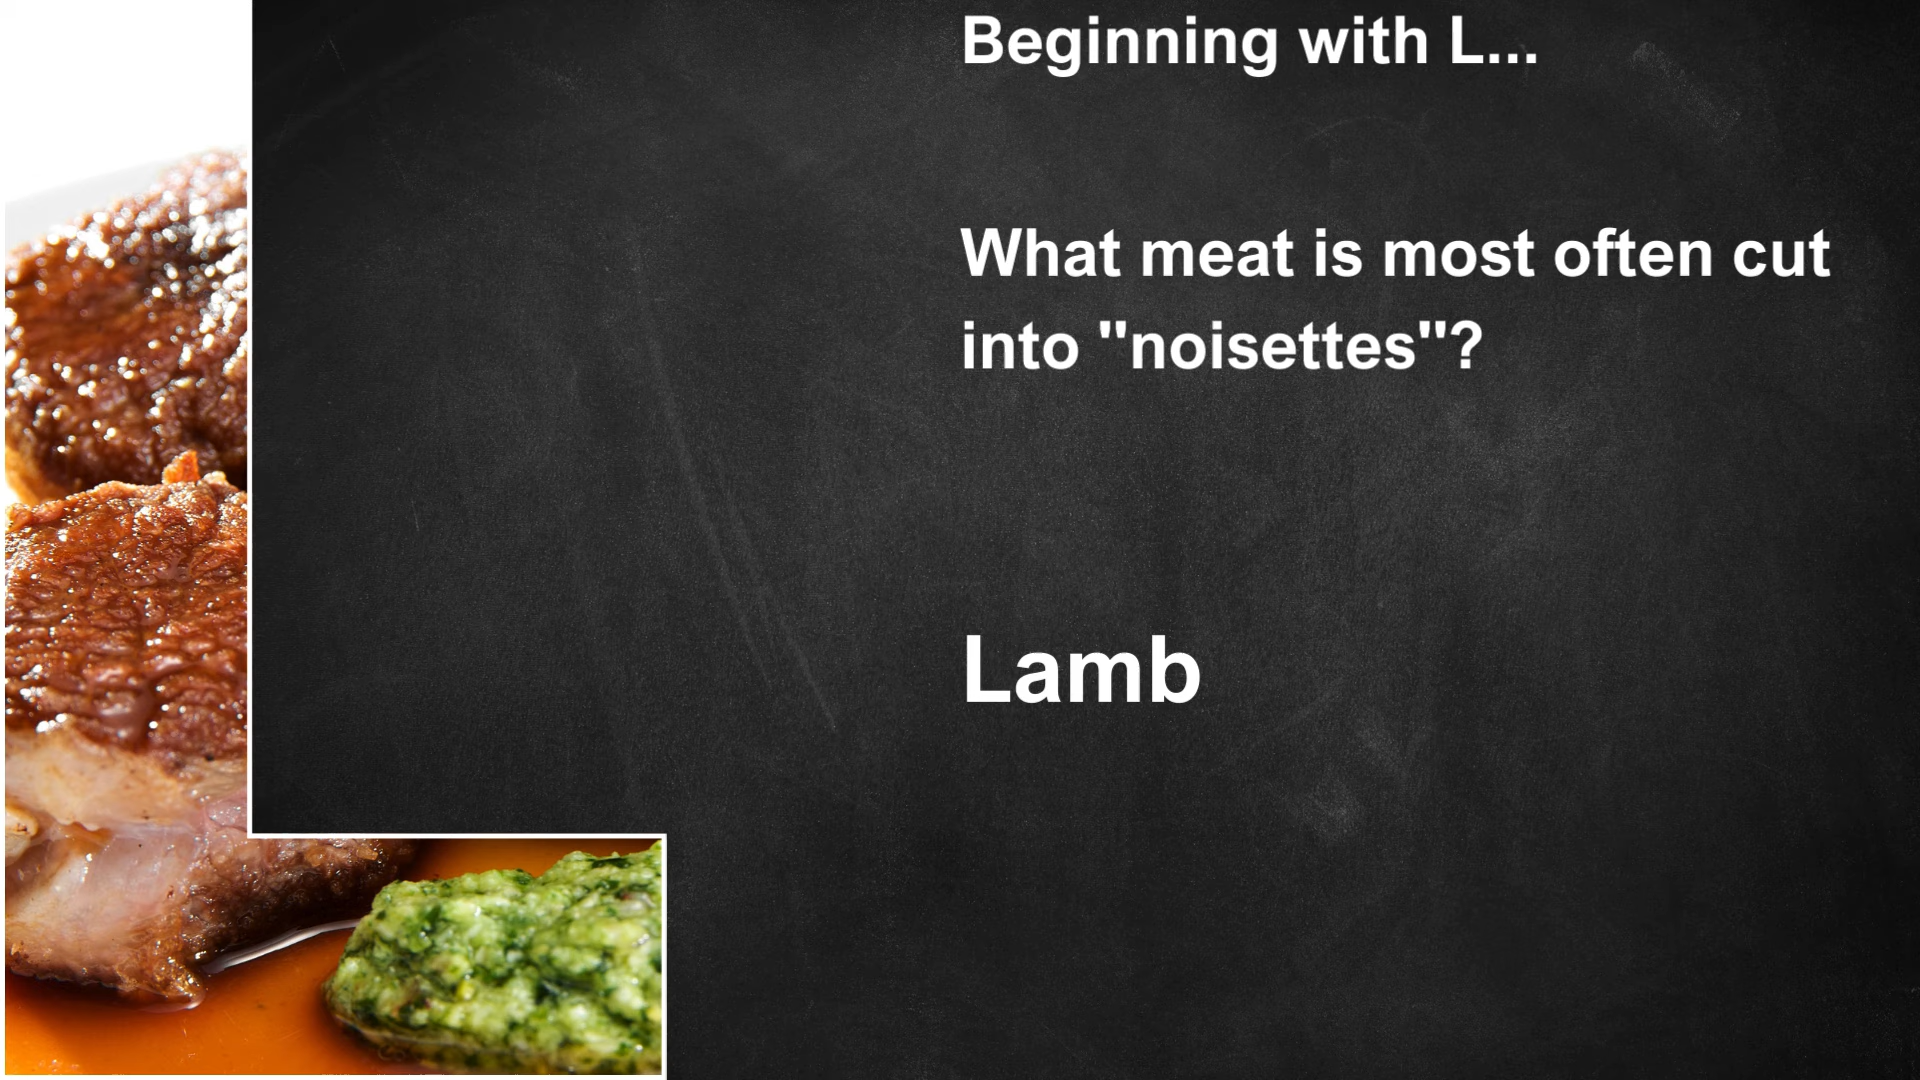 Beginning with L...
What meat is most often cut
into "noisettes"?
Lamb